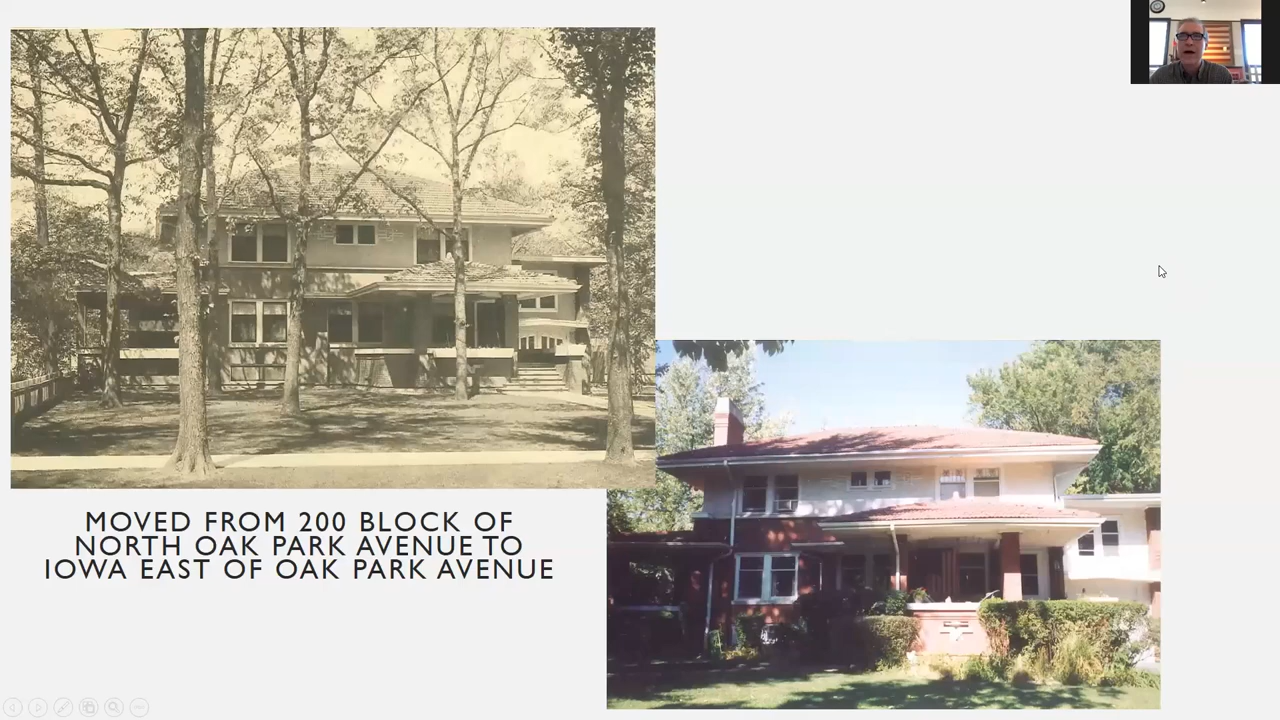 MOVED FROM 200 BLOCK OF
NORTH OAK PARK AVENUE TO
IOWA EAST OF OAK PARK AVENUE